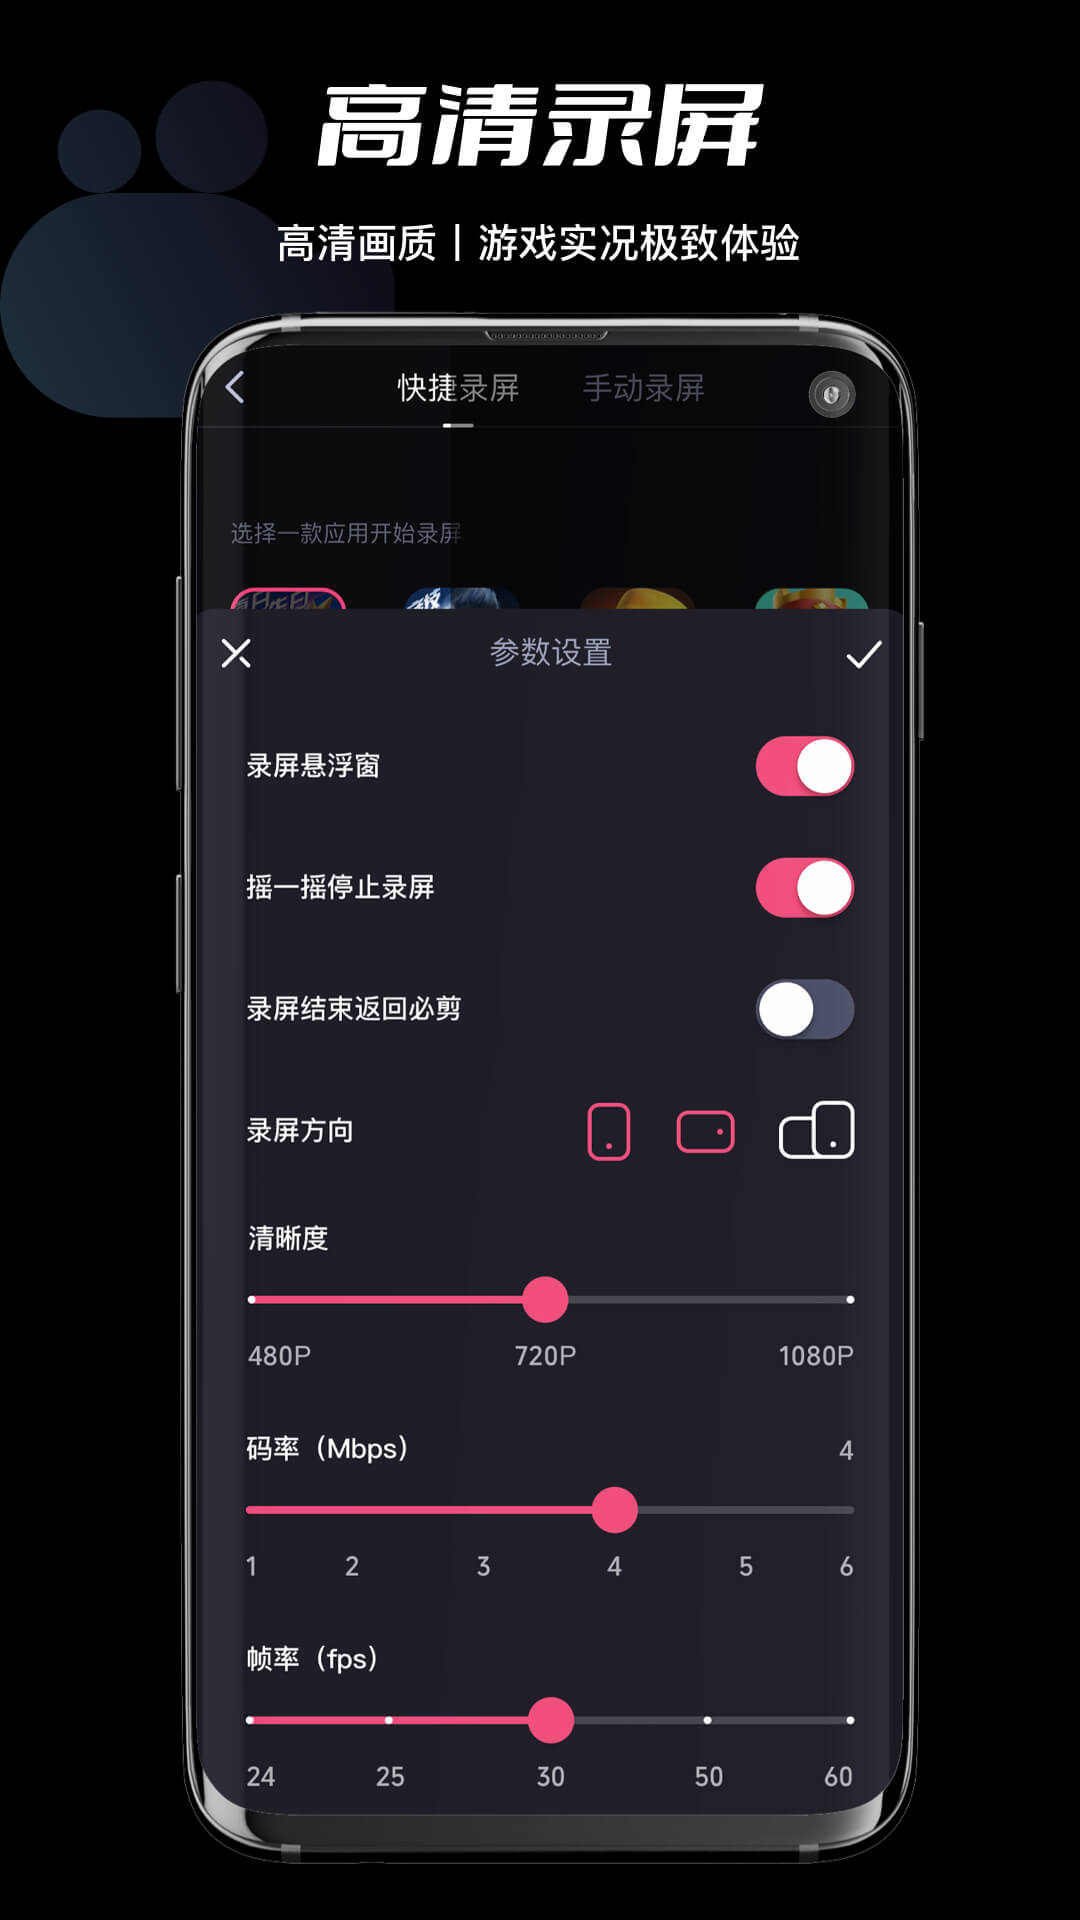 高清录屏
高清画质丨游戏实况极致体验
快捷录屏 手动录屏
选择一款应用开始录屏
参数设置
录屏悬浮窗
摇一摇停止录屏
录屏结束返回必剪
录屏方向
清晰度
480P 720P 1080P
码率（Mbps） 4
1 2 3 4 5 6
帧率（fps）
24 25 30 50 60